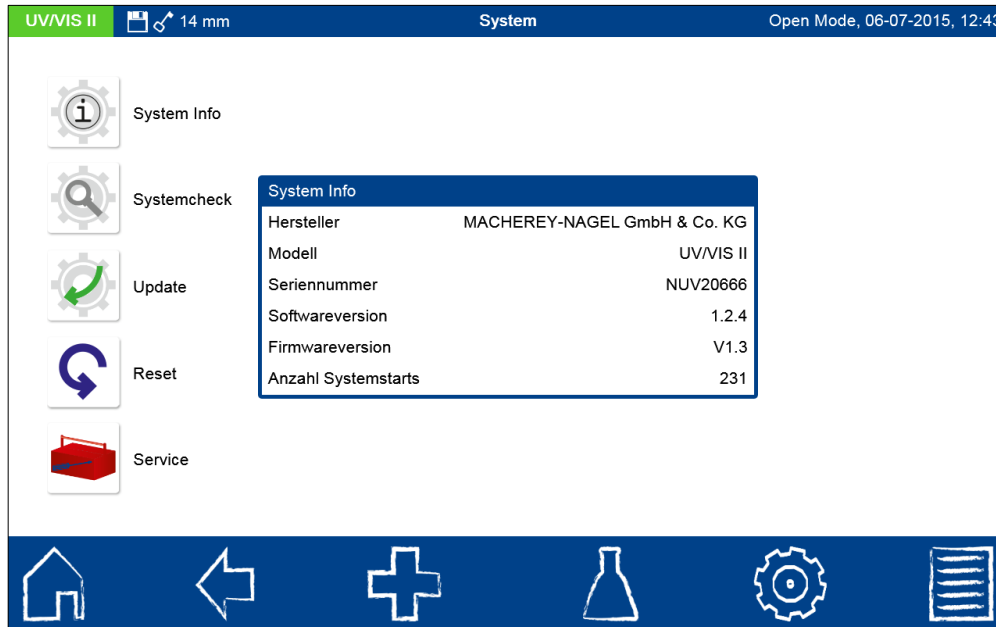 UV/VIS II 14 mm System Open Mode, 06-07-2015, 12:43
System Info
Systemcheck
Update
Reset
Service
System Info
Hersteller MACHEREY-NAGEL GmbH & Co. KG
Modell UV/VIS II
Seriennummer NUV20666
Softwareversion 1.2.4
Firmwareversion V1.3
Anzahl Systemstarts 231